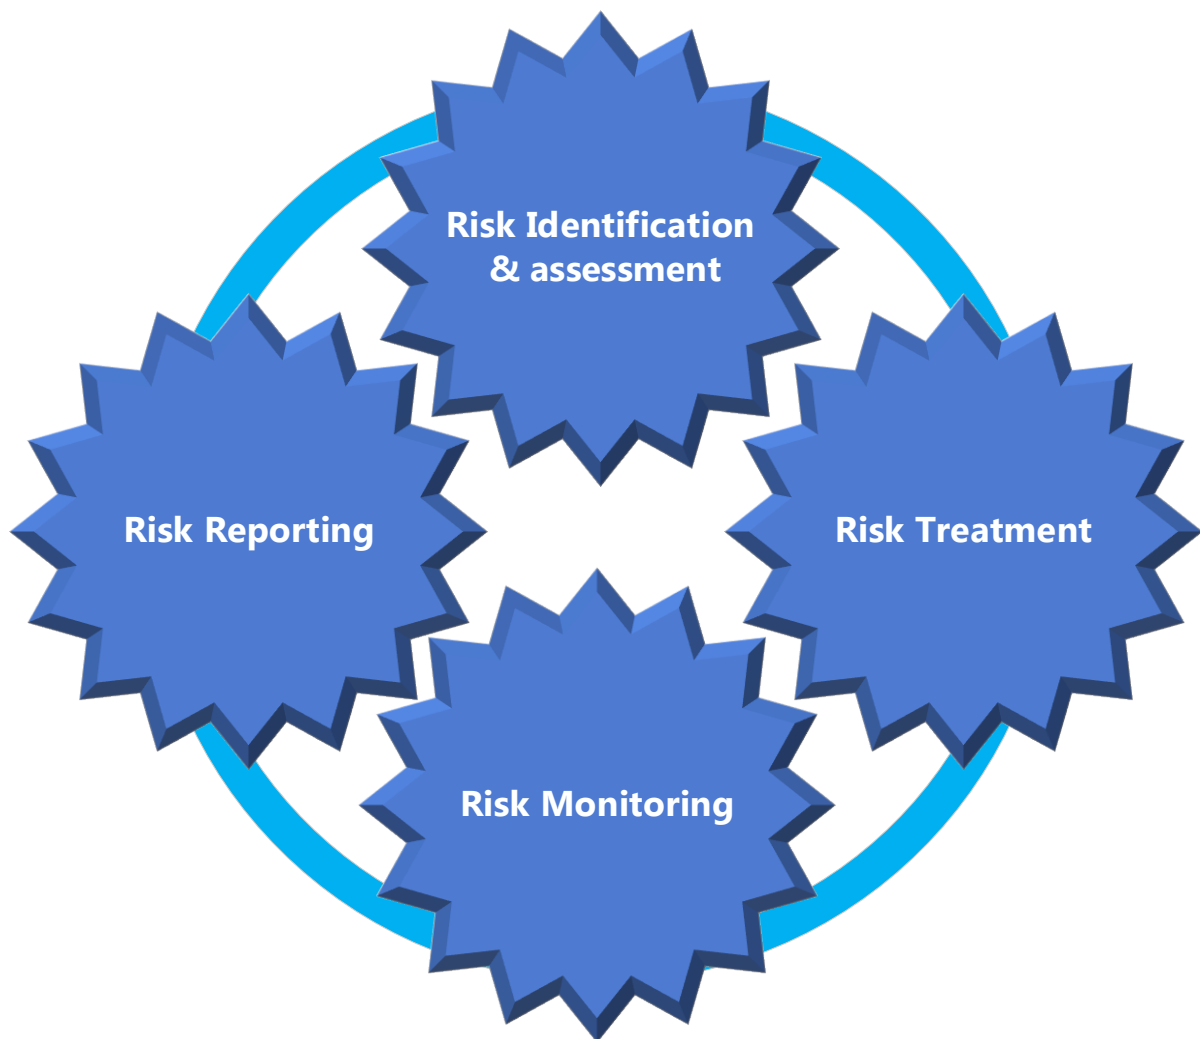 Risk Identification
& assessment
Risk Reporting
Risk Treatment
Risk Monitoring